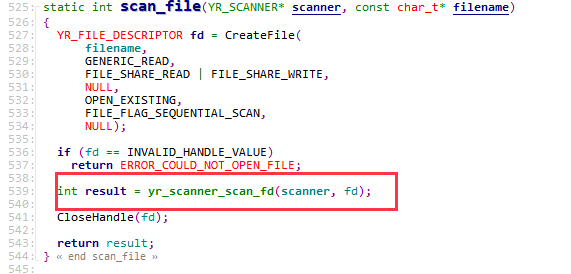 525: static int scan_file(YR_SCANNER* scanner, const char_t* filename)
526: {
527: YR_FILE_DESCRIPTOR fd = CreateFile(
528: filename,
529: GENERIC_READ,
530: FILE_SHARE_READ | FILE_SHARE_WRITE,
531: NULL,
532: OPEN_EXISTING,
533: FILE_FLAG_SEQUENTIAL_SCAN,
534: NULL);
535:
536: if (fd == INVALID_HANDLE_VALUE)
537: return ERROR_COULD_NOT_OPEN_FILE;
538:
539: int result = yr_scanner_scan_fd(scanner, fd);
540:
541: CloseHandle(fd);
542:
543: return result;
544: } « end scan_file »
545: